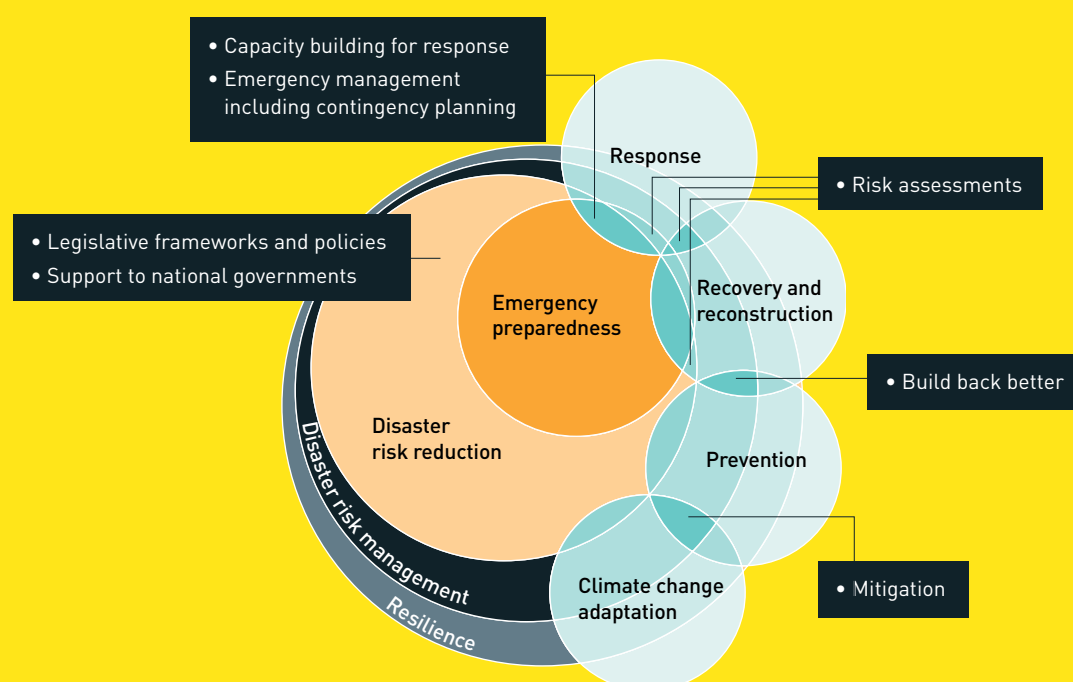 • Capacity building for response
• Emergency management
including contingency planning
Response
• Risk assessments
• Legislative frameworks and policies
• Support to national governments
Emergency
preparedness
Recovery and
reconstruction
• Build back better
Disaster
risk reduction
Prevention
Disaster risk management
Resilience
Climate change
adaptation
• Mitigation